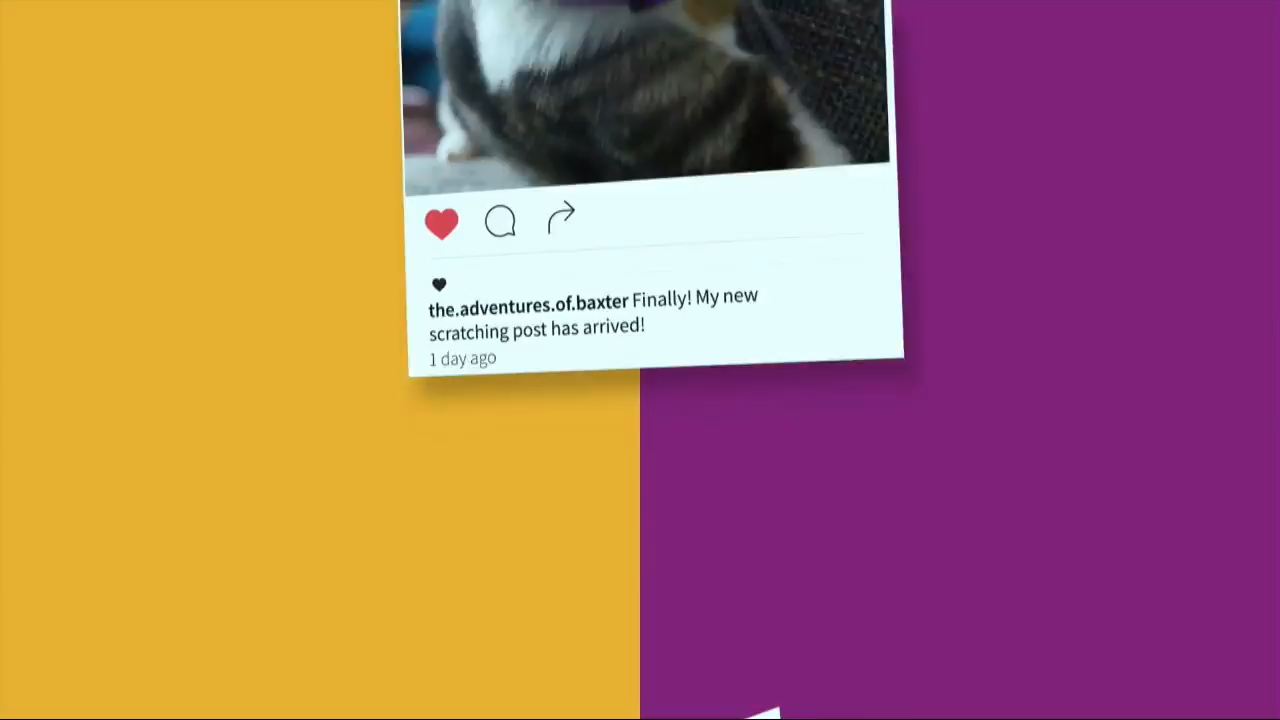 the.adventures.of.baxter Finally! My new
scratching post has arrived!
1 day ago